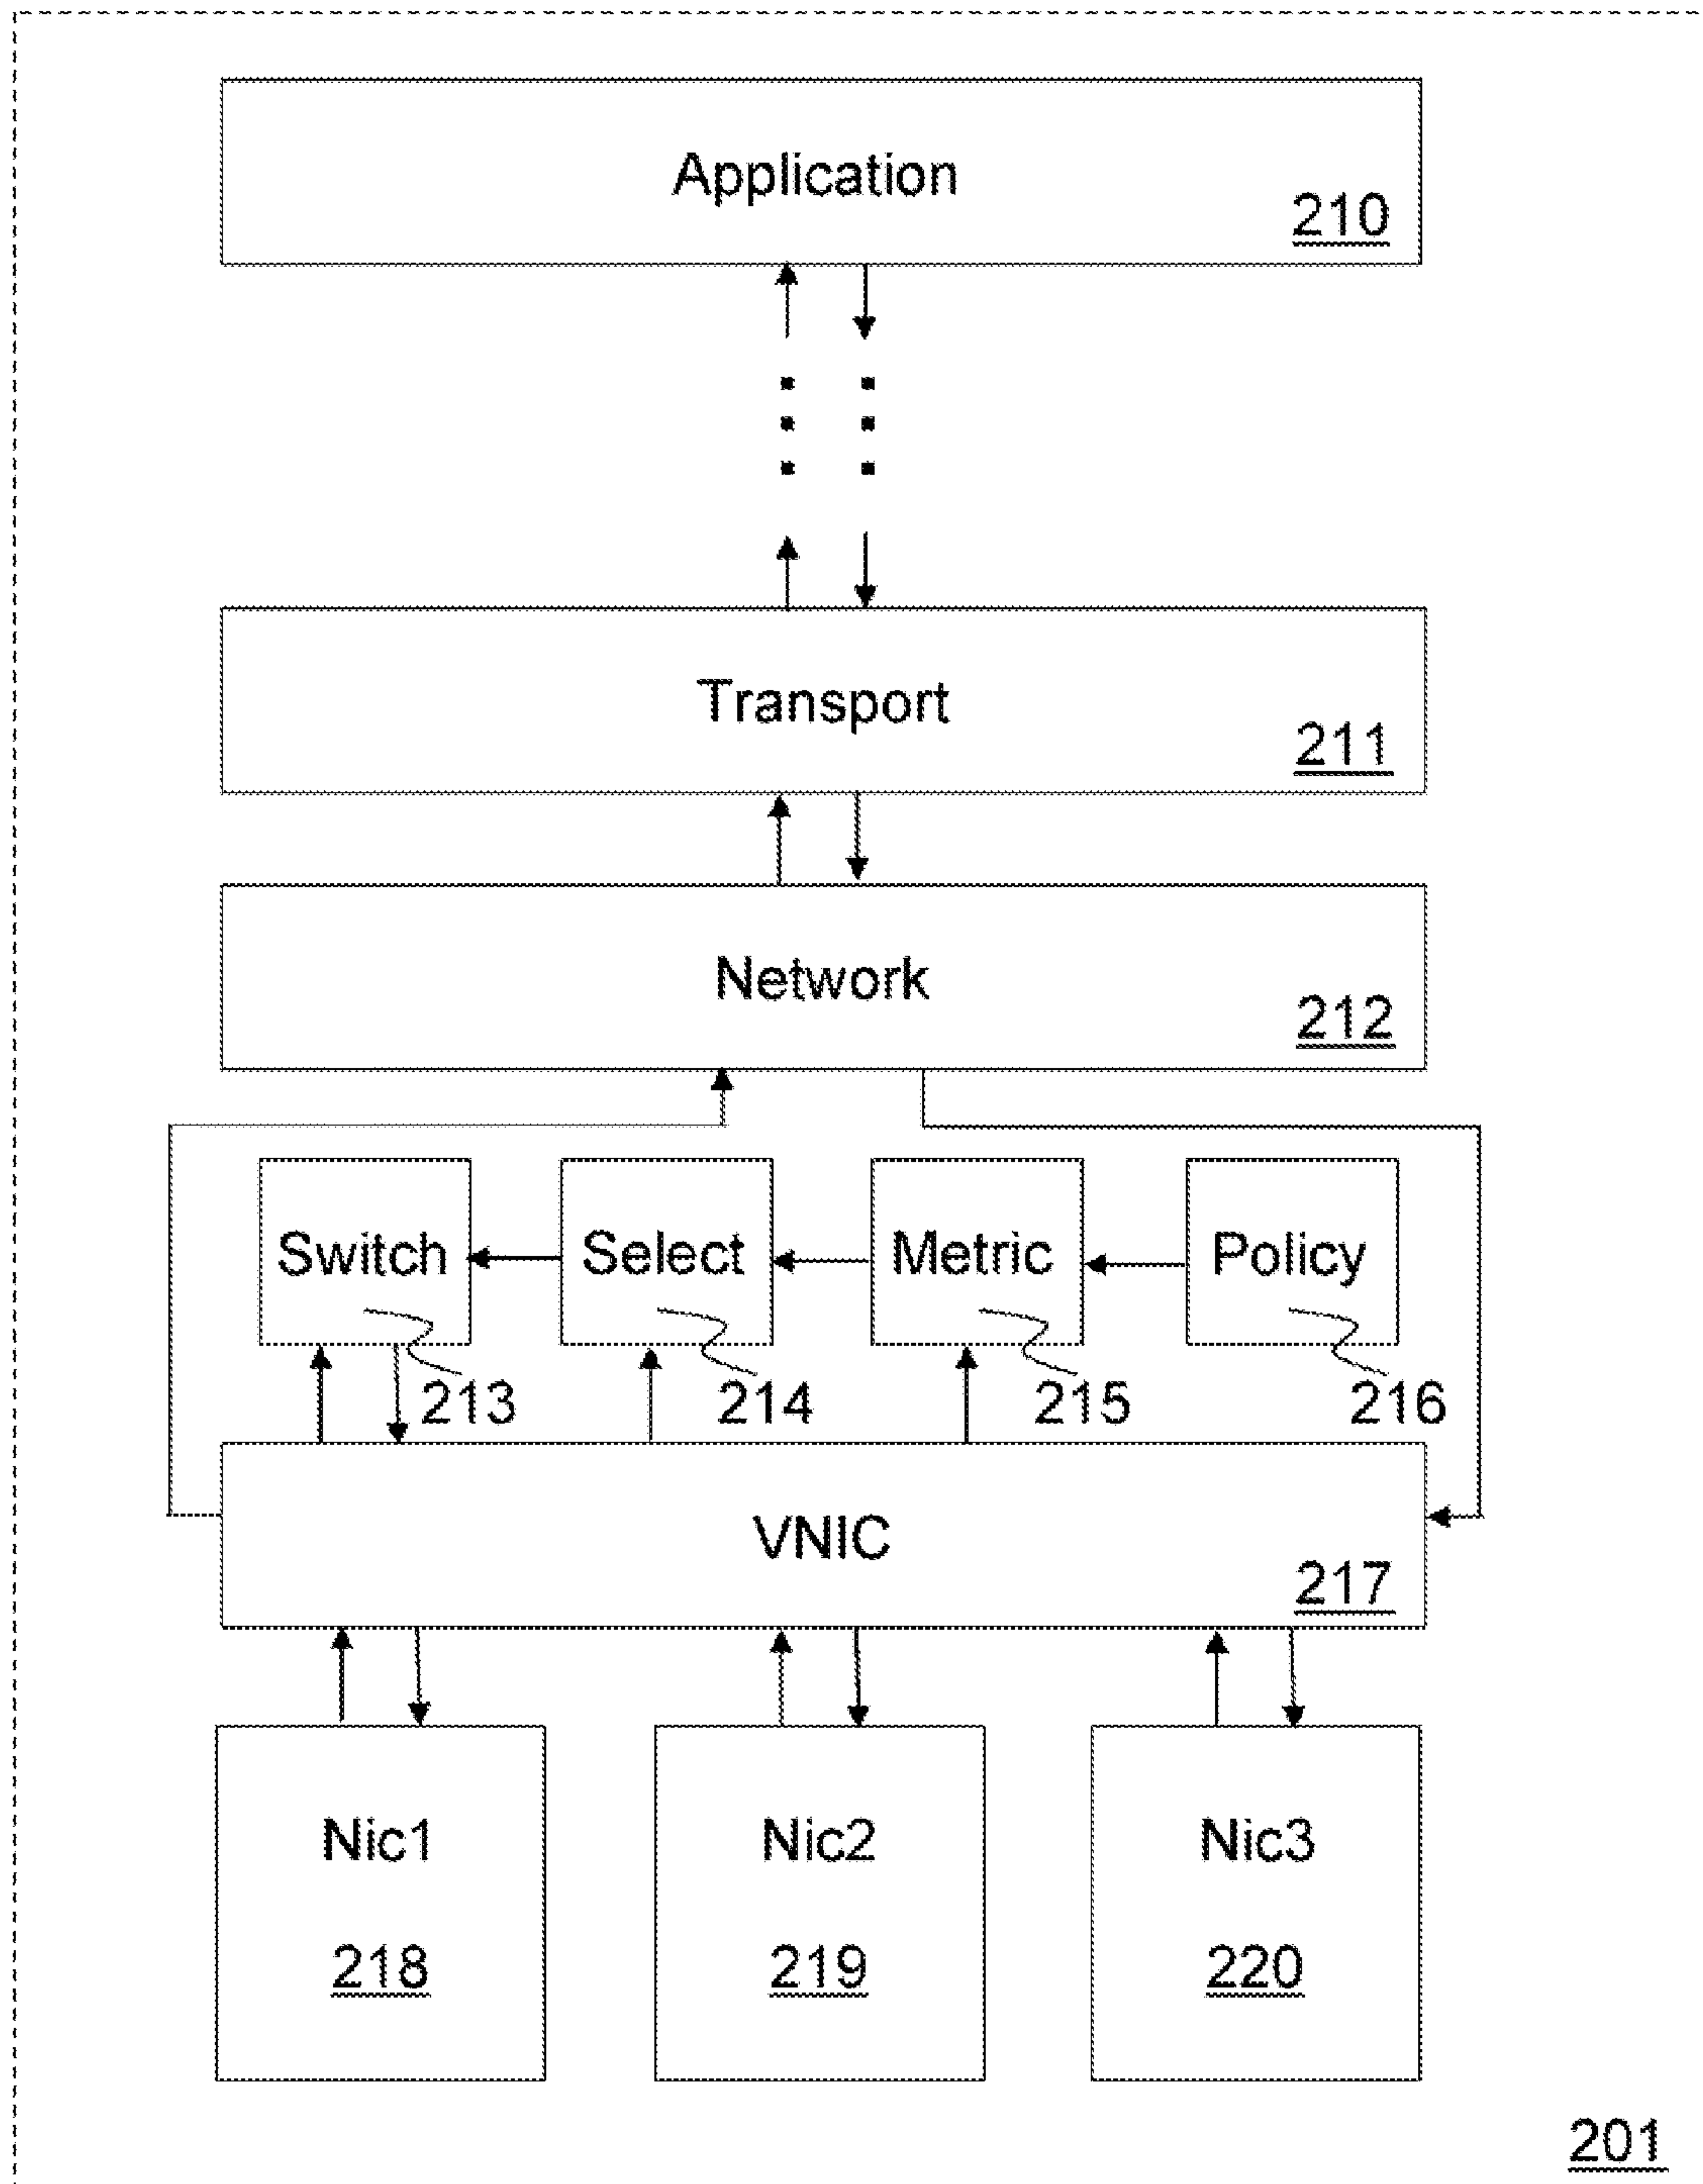 Application
210
Transport
211
Network
212
Switch Select Metric Policy
213 214 215 216
VNIC
217
Nic1 Nic2 Nic3
218 219 220
201